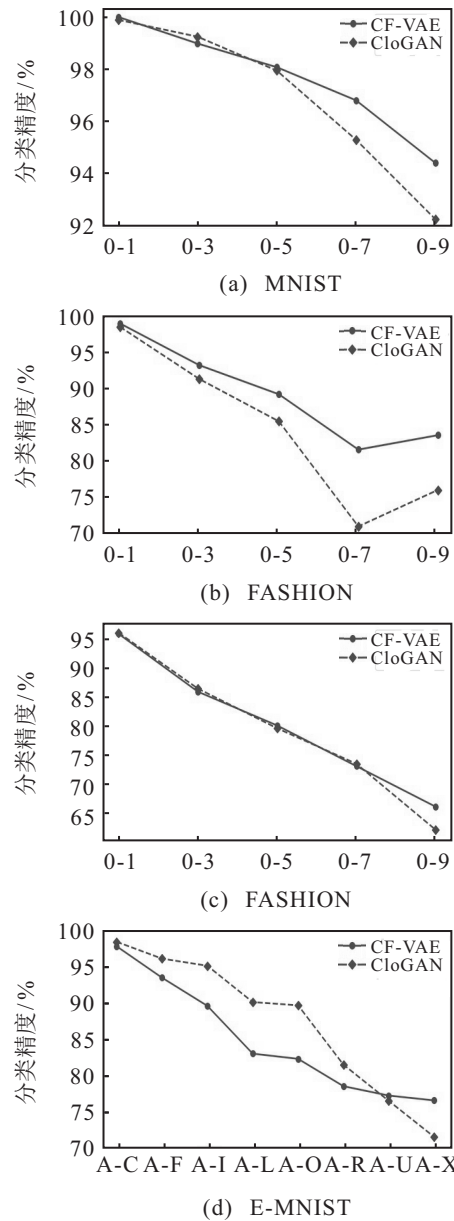 100
98
96
94
92
分类精度/%
CF-VAE
CloGAN
0-1 0-3 0-5 0-7 0-9
(a) MNIST
100
95
90
85
80
75
70
分类精度/%
CF-VAE
CloGAN
0-1 0-3 0-5 0-7 0-9
(b) FASHION
95
90
85
80
75
70
65
分类精度/%
CF-VAE
CloGAN
0-1 0-3 0-5 0-7 0-9
(c) FASHION
100
95
90
85
80
75
70
分类精度/%
CF-VAE
CloGAN
A-C A-F A-I A-L A-O A-R A-U A-X
(d) E-MNIST